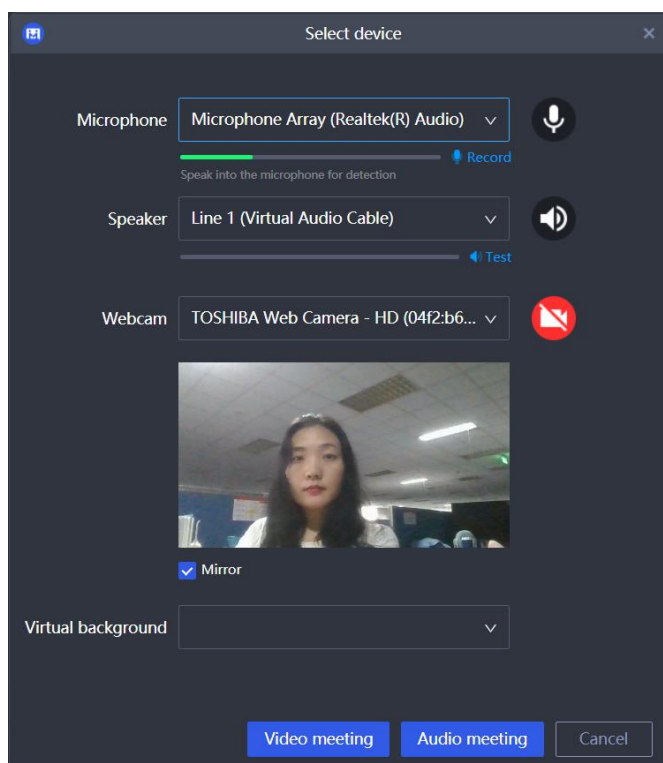 Select device
Microphone
Microphone Array (Realtek(R) Audio)
Record
Speak into the microphone for detection
Speaker
Line 1 (Virtual Audio Cable)
Test
Webcam
TOSHIBA Web Camera - HD (04f2:b6...
Mirror
Virtual background
Video meeting
Audio meeting
Cancel